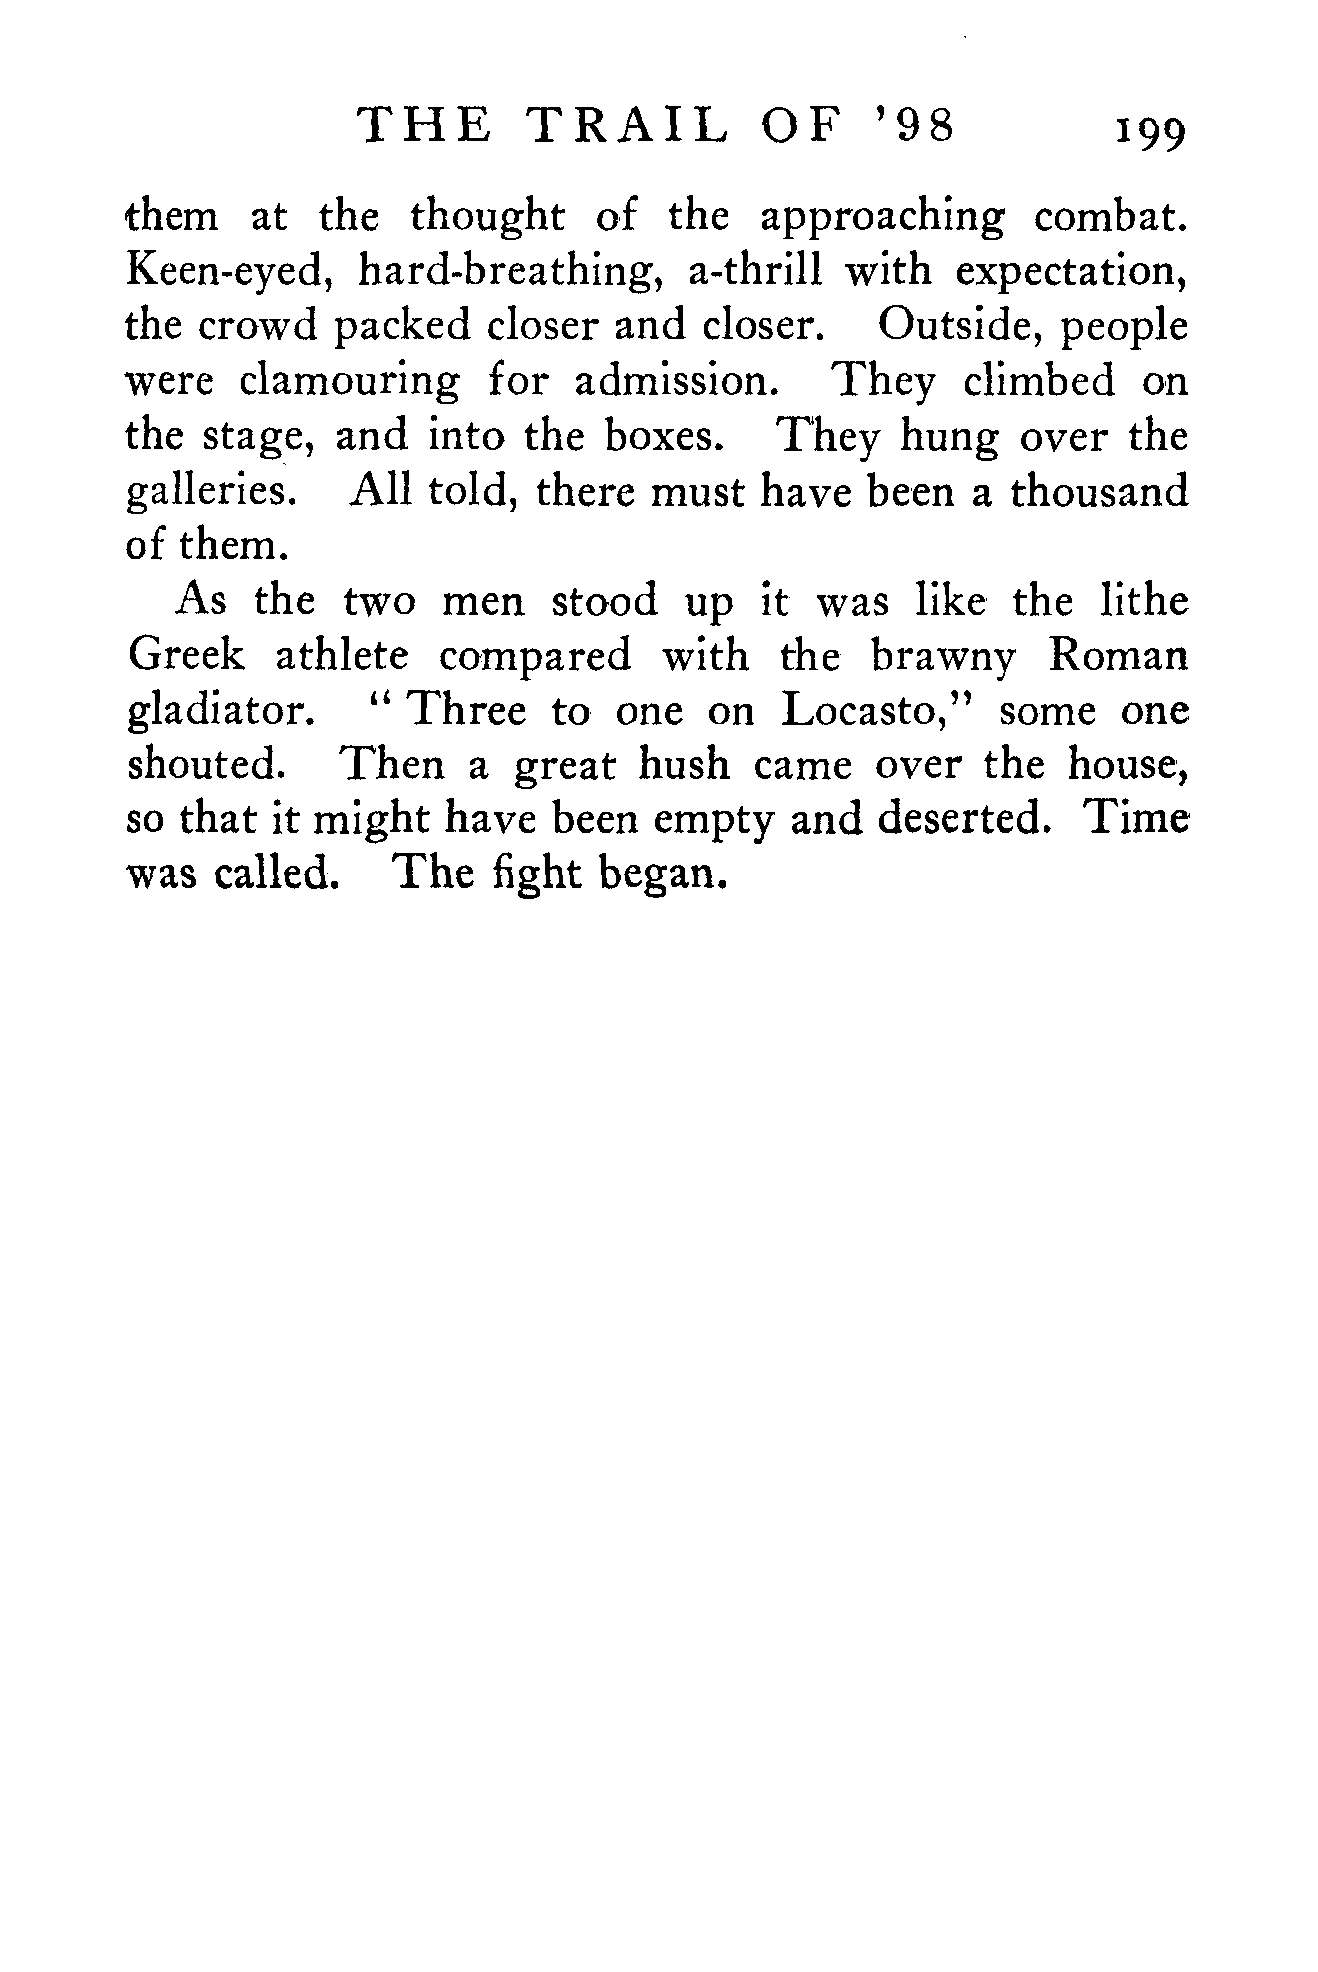 THE TRAIL OF '98 199
them at the thought of the approaching combat.
Keen-eyed, hard-breathing, a-thrill with expectation,
the crowd packed closer and closer. Outside, people
were clamouring for admission. They climbed on
the stage, and into the boxes. They hung over the
galleries. All told, there must have been a thousand
of them.
As the two men stood up it was like the lithe
Greek athlete compared with the brawny Roman
gladiator. " Three to one on Locasto," some one
shouted. Then a great hush came over the house,
so that it might have been empty and deserted. Time
was called. The fight began.